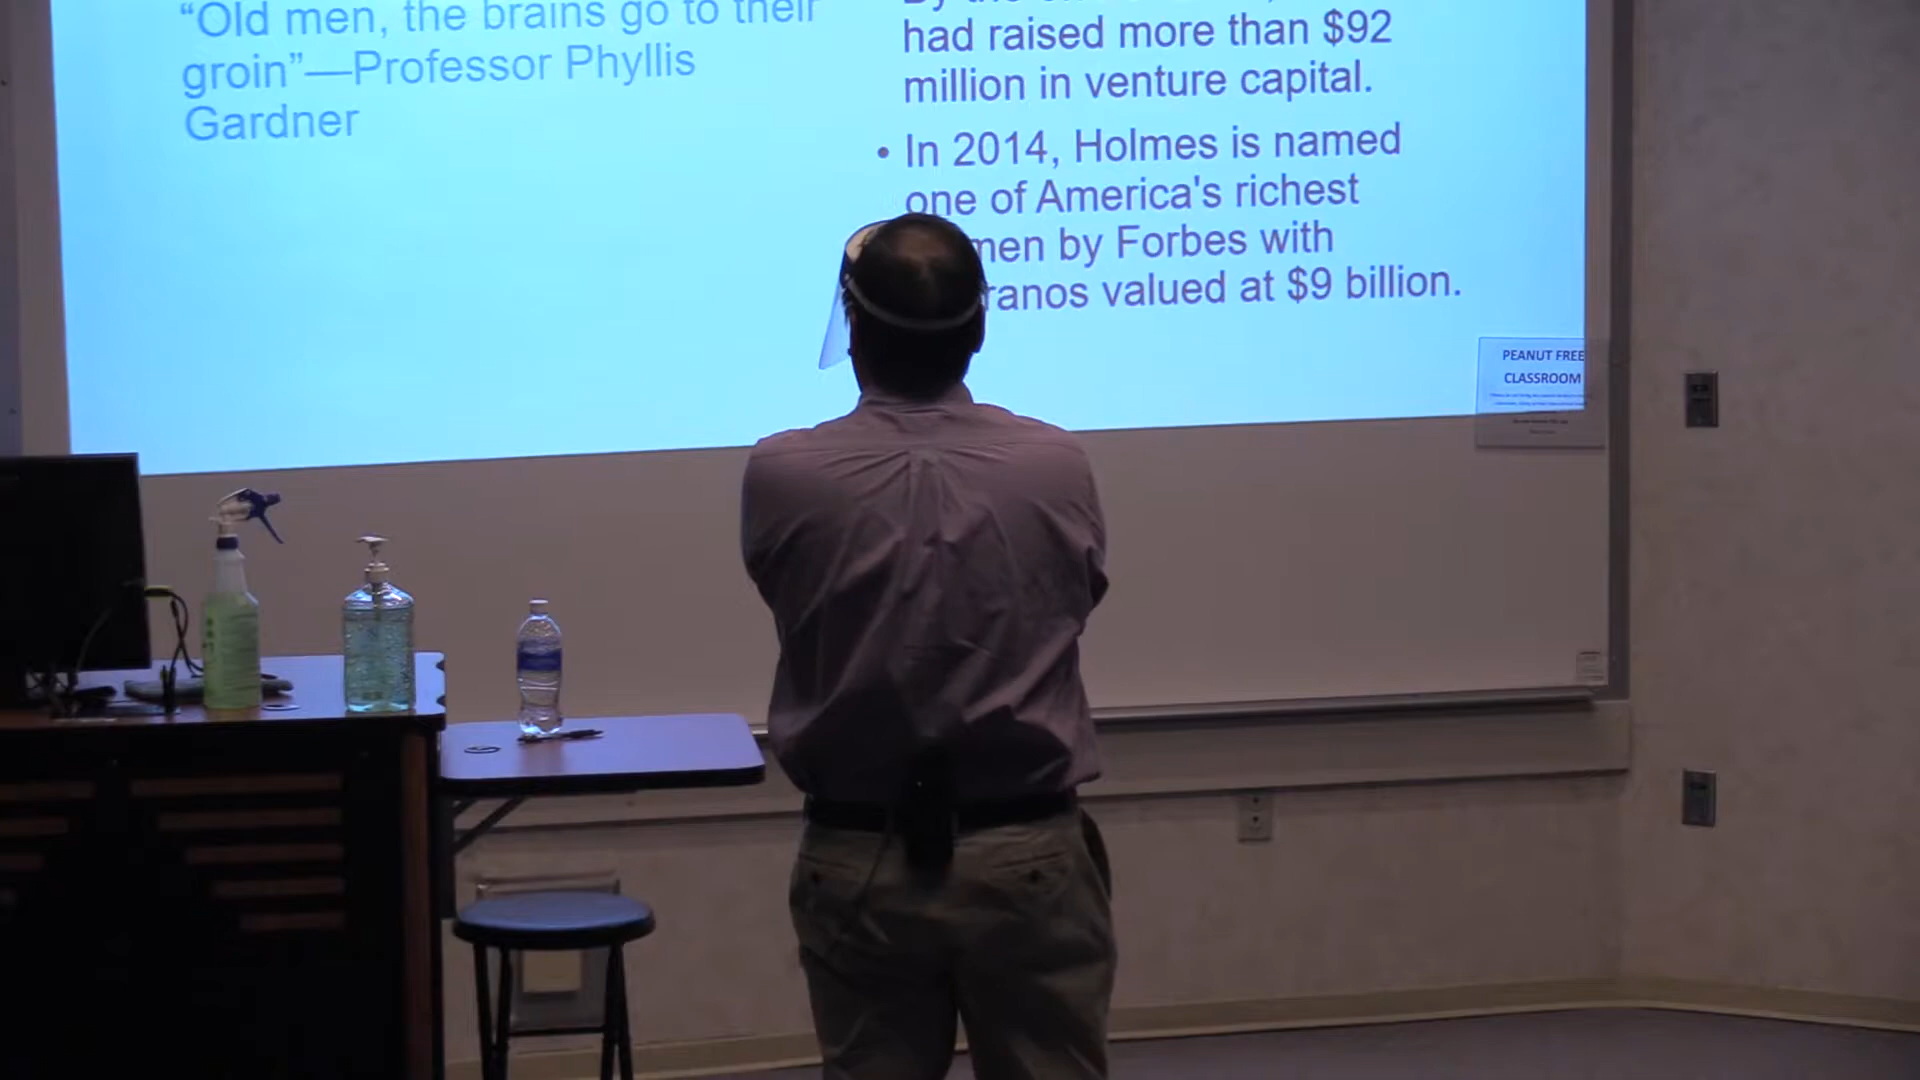 “Old men, the brains go to their
groin”—Professor Phyllis
Gardner
had raised more than $92
million in venture capital.
• In 2014, Holmes is named
one of America's richest
men by Forbes with
ranos valued at $9 billion.
PEANUT FREE
CLASSROOM